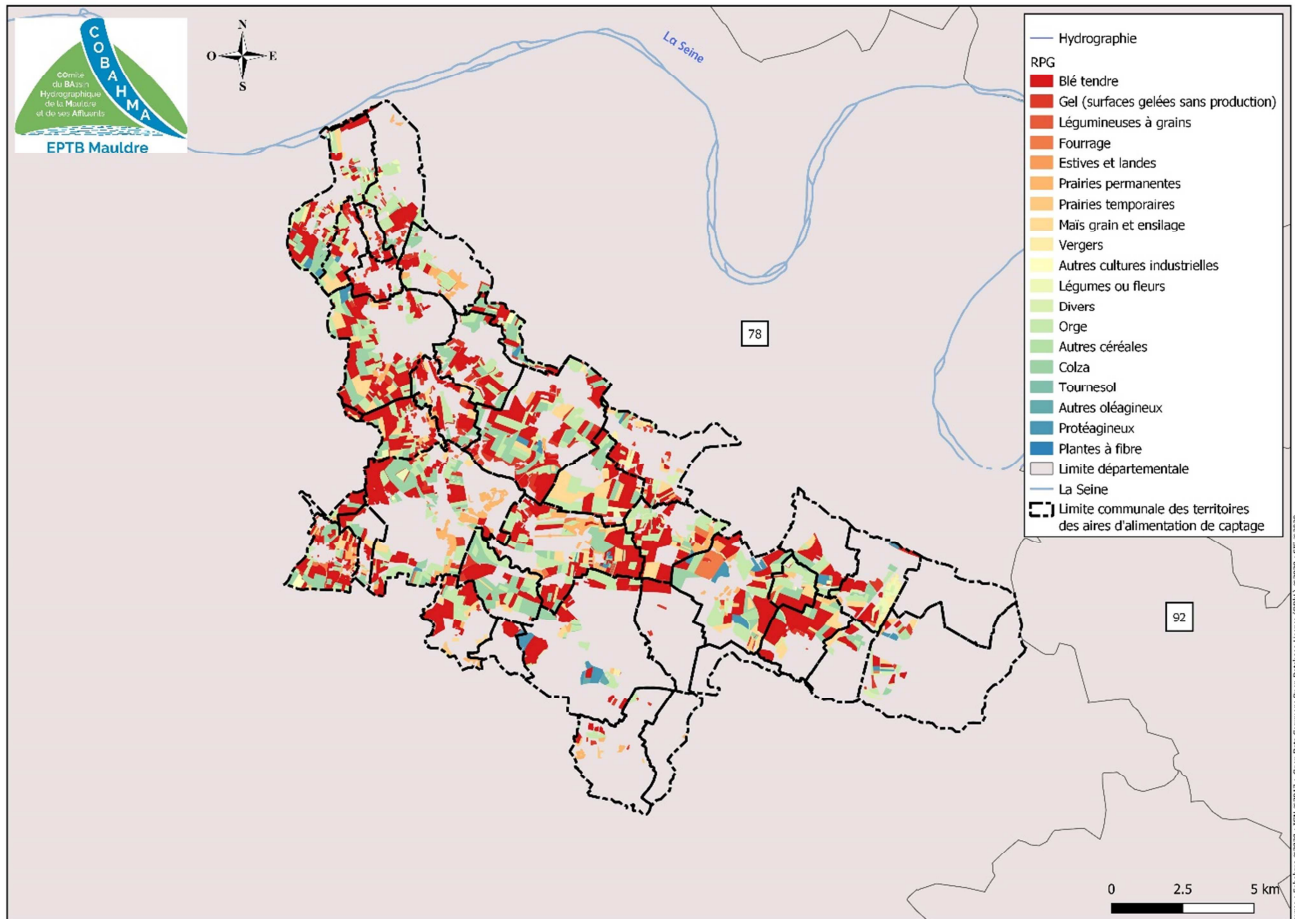 COBAHMA
COmité
du BAssin
Hydrographique
de la Mauldre
et de ses Affluents
EPTB Mauldre
N
O
E
S
La Seine
78
92
Hydrographie
RPG
Blé tendre
Gel (surfaces gelées sans production)
Légumineuses à grains
Fourrage
Estives et landes
Prairies permanentes
Prairies temporaires
Maïs grain et ensilage
Vergers
Autres cultures industrielles
Légumes ou fleurs
Divers
Orge
Autres céréales
Colza
Tournesol
Autres oléagineux
Protéagineux
Plantes à fibre
Limite départementale
La Seine
Limite communale des territoires
des aires d'alimentation de captage
0 2.5 5 km